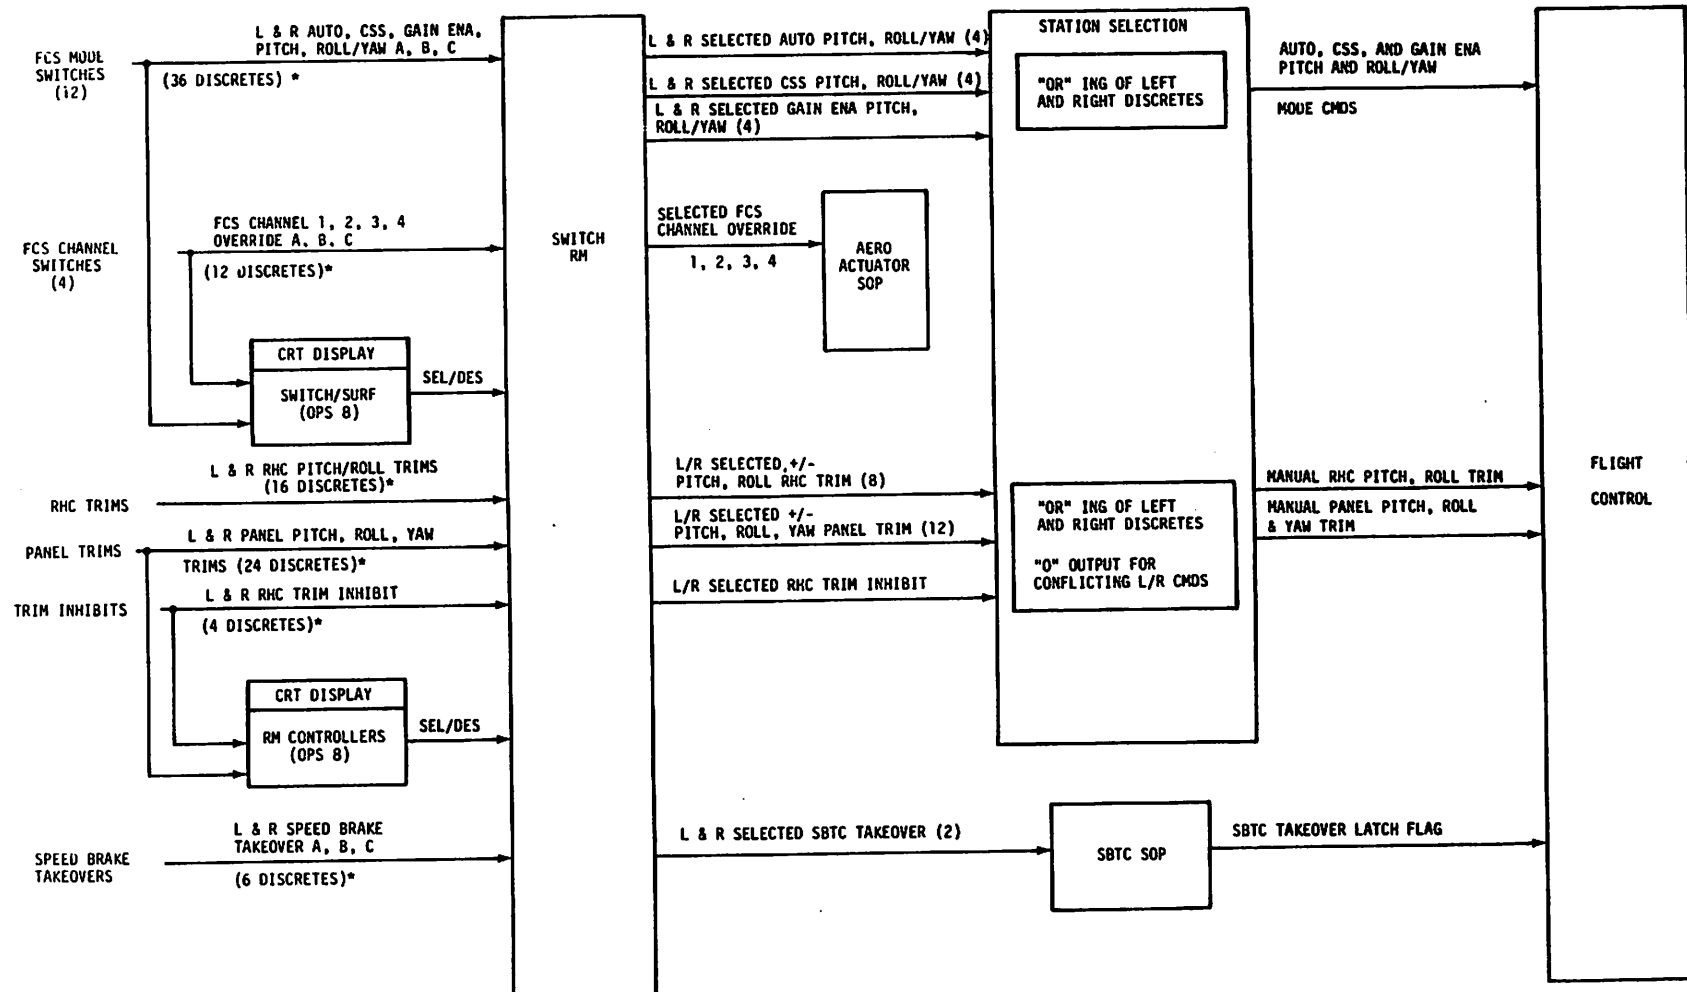 FCS MODE
SWITCHES
(12)
L & R AUTO, CSS, GAIN ENA,
PITCH, ROLL/YAW A, B, C
(36 DISCRETES) *
FCS CHANNEL
SWITCHES
(4)
FCS CHANNEL 1, 2, 3, 4
OVERRIDE A, B, C
(12 DISCRETES)*
CRT DISPLAY
SWITCH/SURF
(OPS 8)
SEL/DES
RHC TRIMS
L & R RHC PITCH/ROLL TRIMS
(16 DISCRETES)*
PANEL TRIMS
L & R PANEL PITCH, ROLL, YAW
TRIMS (24 DISCRETES)*
TRIM INHIBITS
L & R RHC TRIM INHIBIT
(4 DISCRETES)*
CRT DISPLAY
RM CONTROLLERS
(OPS 8)
SEL/DES
SPEED BRAKE
TAKEOVERS
L & R SPEED BRAKE
TAKEOVER A, B, C
(6 DISCRETES)*
SWITCH
RM
L & R SELECTED AUTO PITCH, ROLL/YAW (4)
L & R SELECTED CSS PITCH, ROLL/YAW (4)
L & R SELECTED GAIN ENA PITCH,
ROLL/YAW (4)
SELECTED FCS
CHANNEL OVERRIDE
1, 2, 3, 4
AERO
ACTUATOR
SOP
L/R SELECTED,+/-
PITCH, ROLL RHC TRIM (8)
L/R SELECTED +/-
PITCH, ROLL, YAW PANEL TRIM (12)
L/R SELECTED RHC TRIM INHIBIT
L & R SELECTED SBTC TAKEOVER (2)
STATION SELECTION
"OR" ING OF LEFT
AND RIGHT DISCRETES
"OR" ING OF LEFT
AND RIGHT DISCRETES
"O" OUTPUT FOR
CONFLICTING L/R CMDS
SBTC SOP
AUTO, CSS, AND GAIN ENA
PITCH AND ROLL/YAW
MODE CMDS
MANUAL RHC PITCH, ROLL TRIM
MANUAL PANEL PITCH, ROLL
& YAW TRIM
SBTC TAKEOVER LATCH FLAG
FLIGHT
CONTROL